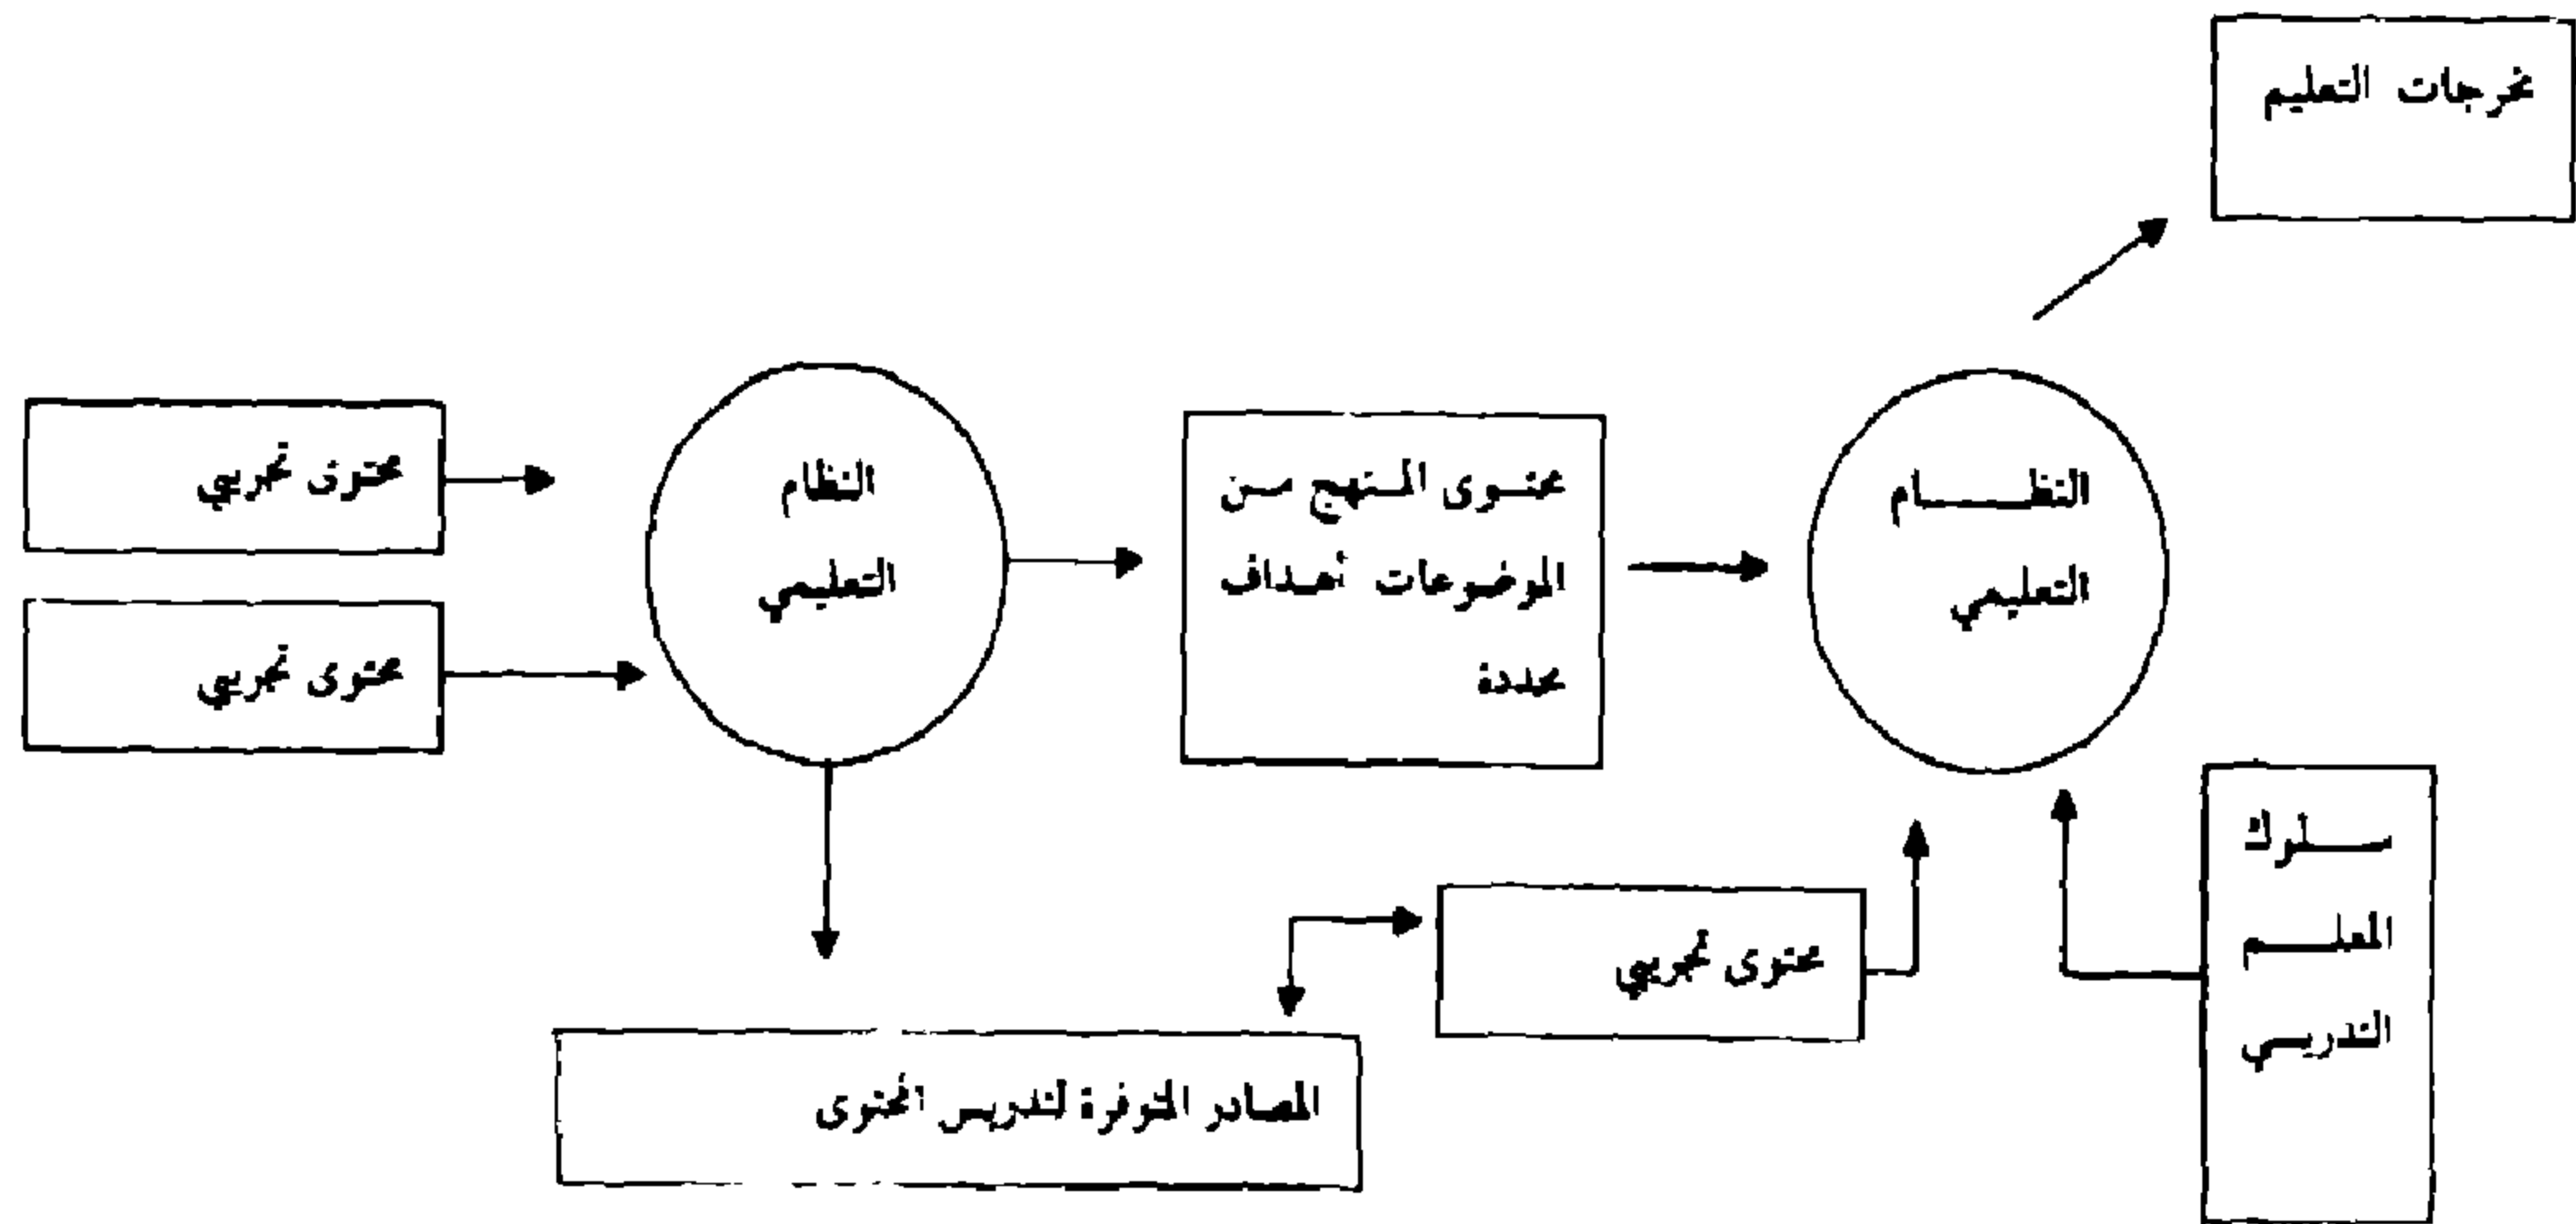 مخرجات التعليم
محتوى تجريبي
محتوى تجريبي
النظام
التعليمي
محتوى المنهج من
الموضوعات أهداف
محددة
النظام
التعليمي
سلوك
المعلم
التدريسي
محتوى تجريبي
المصادر المتوفرة لتدريس المحتوى